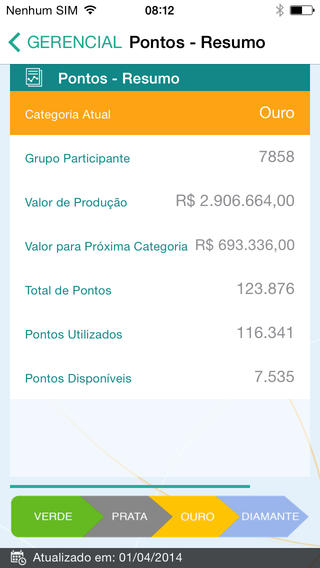 Nenhum SIM 08:12
GERENCIAL Pontos - Resumo
Pontos - Resumo
Categoria Atual Ouro
Grupo Participante 7858
Valor de Produção R$ 2.906.664,00
Valor para Próxima Categoria R$ 693.336,00
Total de Pontos 123.876
Pontos Utilizados 116.341
Pontos Disponíveis 7.535
VERDE PRATA OURO DIAMANTE
Atualizado em: 01/04/2014